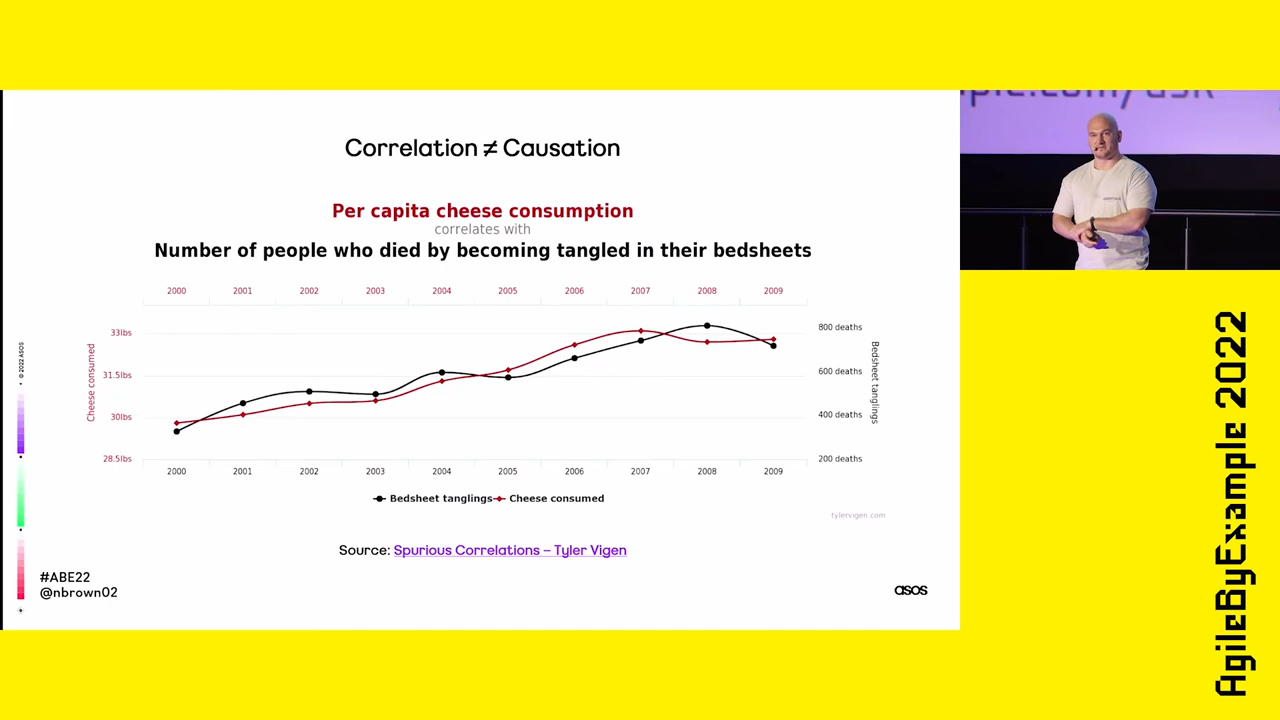 Correlation ≠ Causation
Per capita cheese consumption
correlates with
Number of people who died by becoming tangled in their bedsheets
2000 2001 2002 2003 2004 2005 2006 2007 2008 2009
33lbs
31.5lbs
30lbs
28.5lbs
Cheese consumed
800 deaths
600 deaths
400 deaths
200 deaths
Bedsheet tanglings
2000 2001 2002 2003 2004 2005 2006 2007 2008 2009
Bedsheet tanglings Cheese consumed
tylervigen.com
Source: Spurious Correlations – Tyler Vigen
© 2022 ASOS
#ABE22
@nbrown02
asos
AgileByExample 2022